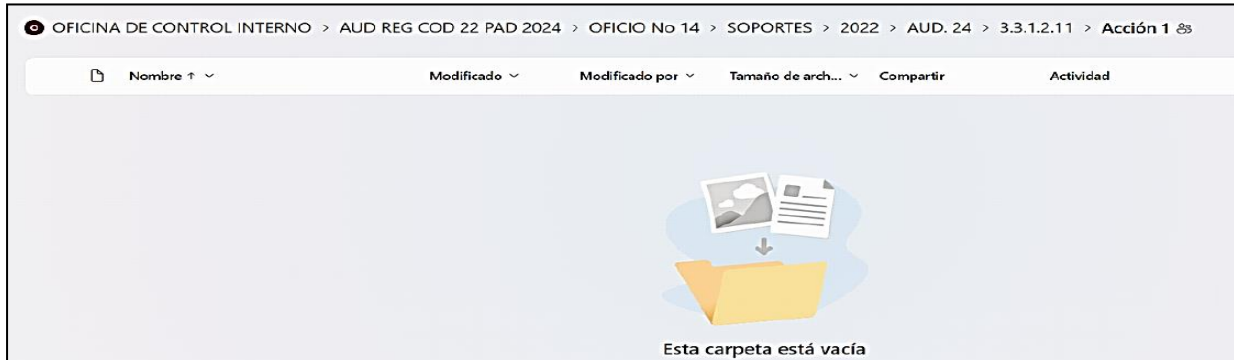 OFICINA DE CONTROL INTERNO > AUD REG COD 22 PAD 2024 > OFICIO No 14 > SOPORTES > 2022 > AUD. 24 > 3.3.1.2.11 > Acción 1
Nombre Modificado Modificado por Tamaño de arch... Compartir Actividad
Esta carpeta está vacía